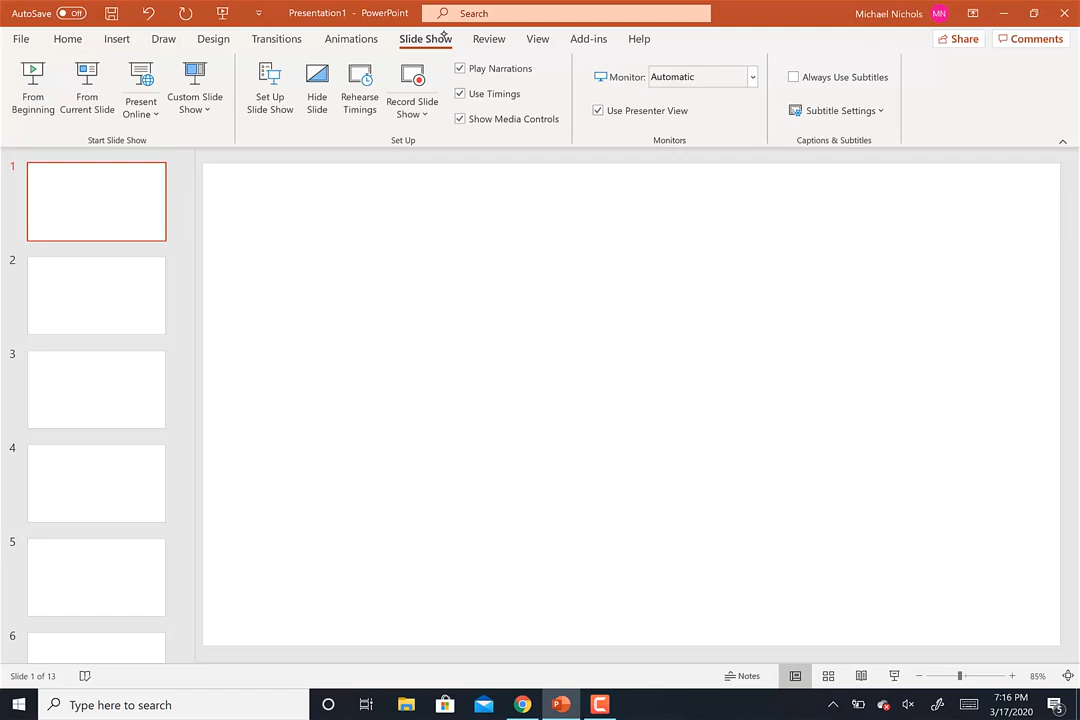 AutoSave Off Presentation1 - PowerPoint Search Michael Nichols MN
File Home Insert Draw Design Transitions Animations Slide Show Review View Add-ins Help Share Comments
From Beginning
From Current Slide
Present Online
Custom Slide Show
Start Slide Show
Set Up Slide Show
Hide Slide
Rehearse Timings
Record Slide Show
Play Narrations
Use Timings
Show Media Controls
Set Up
Monitor: Automatic
Use Presenter View
Monitors
Always Use Subtitles
Subtitle Settings
Captions & Subtitles
1
2
3
4
5
6
Slide 1 of 13 Notes 85%
Type here to search
7:16 PM
3/17/2020
5